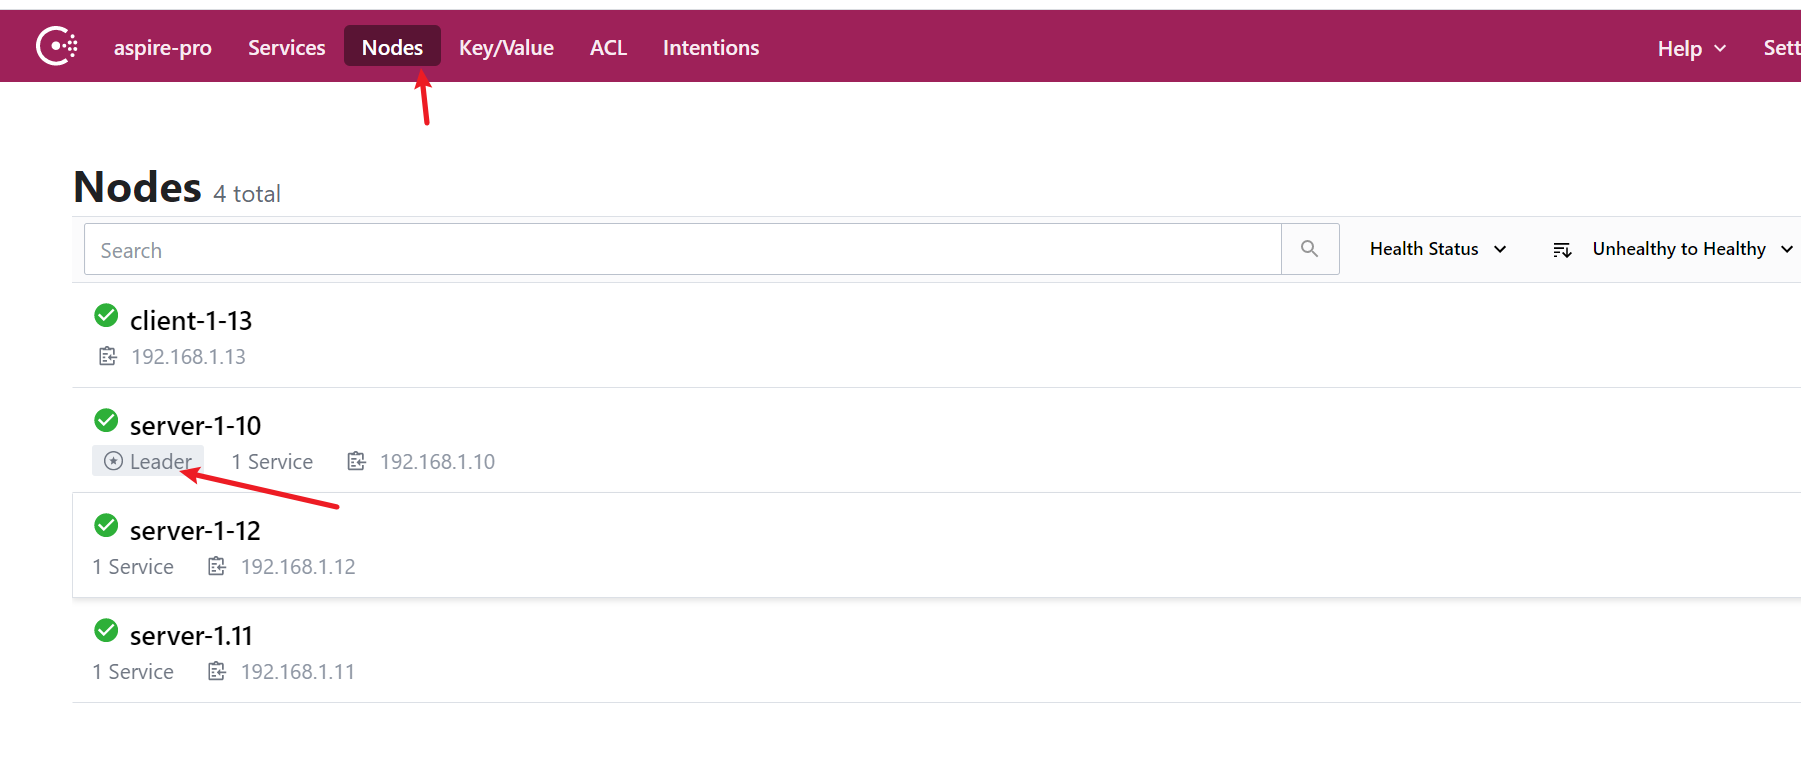 aspire-pro Services Nodes Key/Value ACL Intentions Help Sett
Nodes 4 total
Search Health Status Unhealthy to Healthy
client-1-13
192.168.1.13
server-1-10
Leader 1 Service 192.168.1.10
server-1-12
1 Service 192.168.1.12
server-1.11
1 Service 192.168.1.11